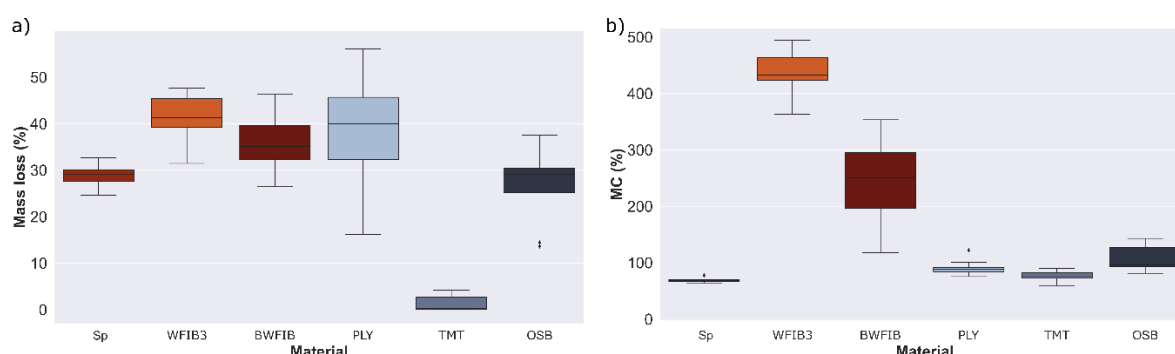 a)
Mass loss (%)
50
40
30
20
10
0
Sp WFIB3 BWFIB PLY TMT OSB
Material
b)
MC (%)
500
400
300
200
100
0
Sp WFIB3 BWFIB PLY TMT OSB
Material